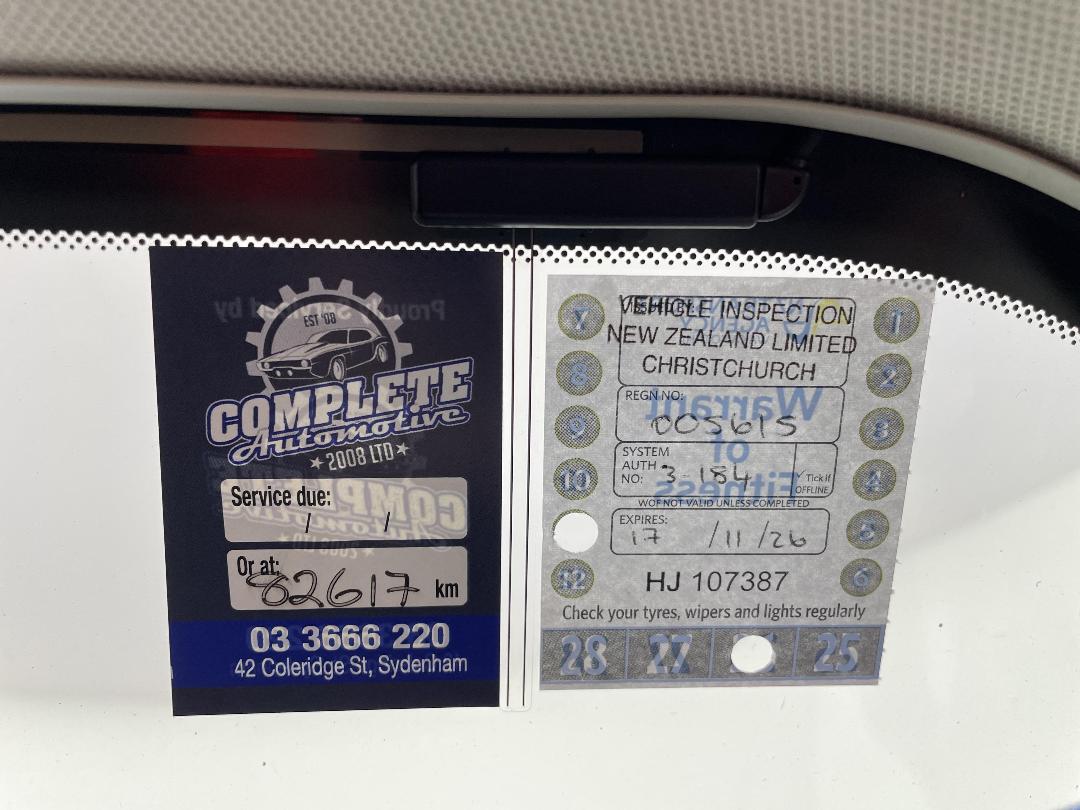 EST '08
COMPLETE
Automotive
2008 LTD
Service due:
/ /
Or at:
82617 km
03 3666 220
42 Coleridge St, Sydenham
VEHICLE INSPECTION
NEW ZEALAND LIMITED
CHRISTCHURCH
REGN NO:
SYSTEM
AUTH
NO: 3-184
✓ Tick if
OFFLINE
WOF NOT VALID UNLESS COMPLETED
EXPIRES:
17 /11 /26
HJ 107387
Check your tyres, wipers and lights regularly
7
8
9
10
12
1
2
3
4
5
6
28 27 25
Warrant
of
Fitness